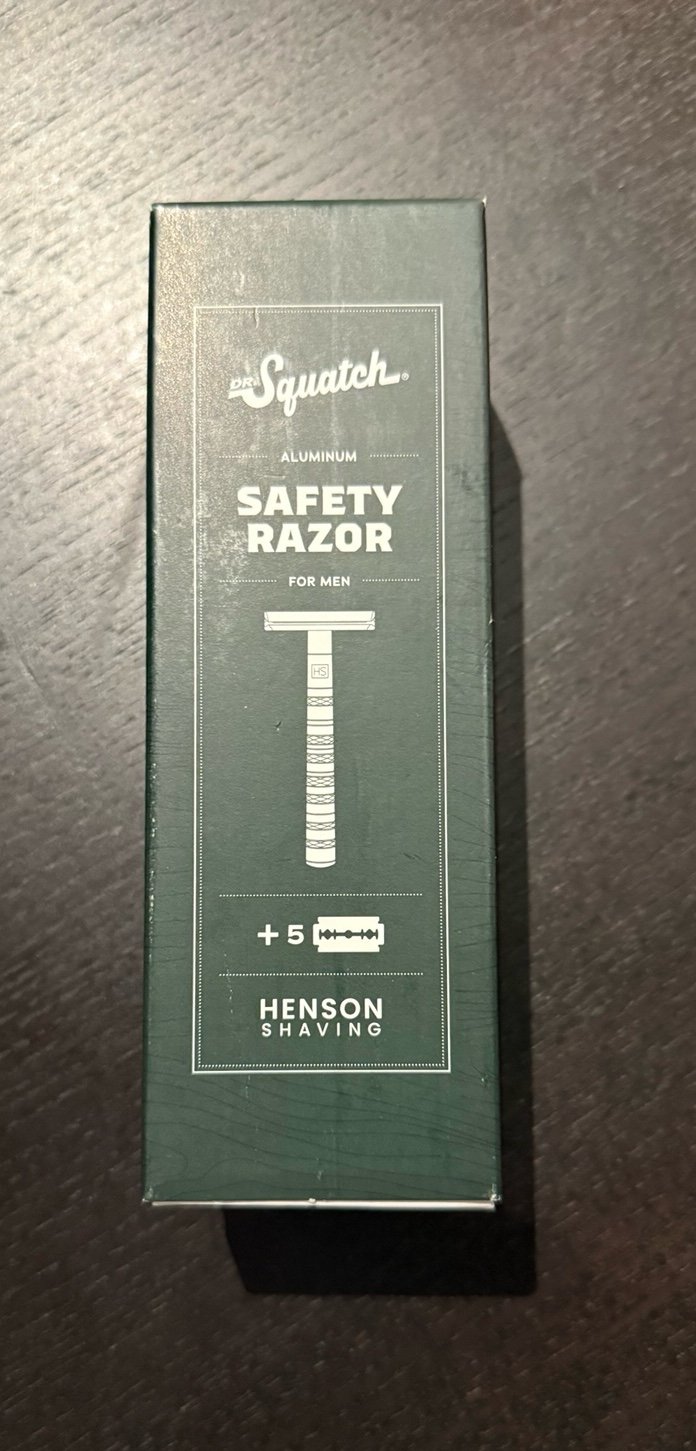 DR. Squatch®
ALUMINUM
SAFETY
RAZOR
FOR MEN
HS
+ 5
HENSON
SHAVING